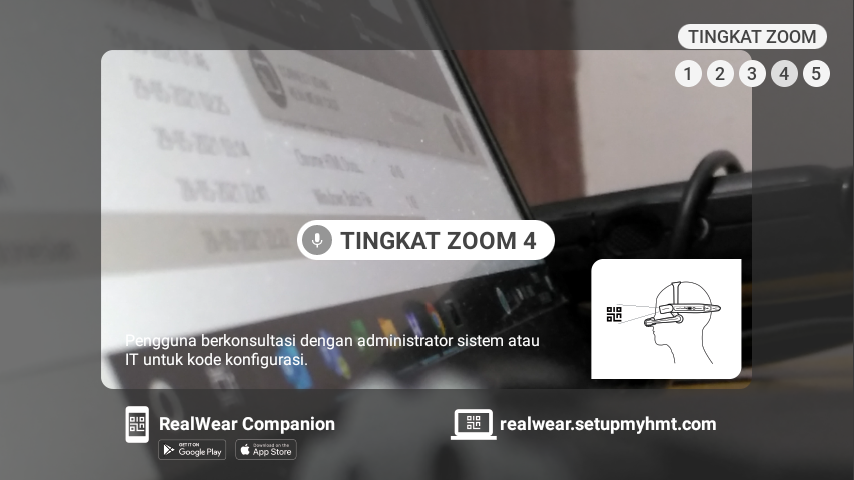 TINGKAT ZOOM
1 2 3 4 5
TINGKAT ZOOM 4
Pengguna berkonsultasi dengan administrator sistem atau
IT untuk kode konfigurasi.
RealWear Companion
realwear.setupmyhmt.com
GET IT ON
Google Play
Download on the
App Store